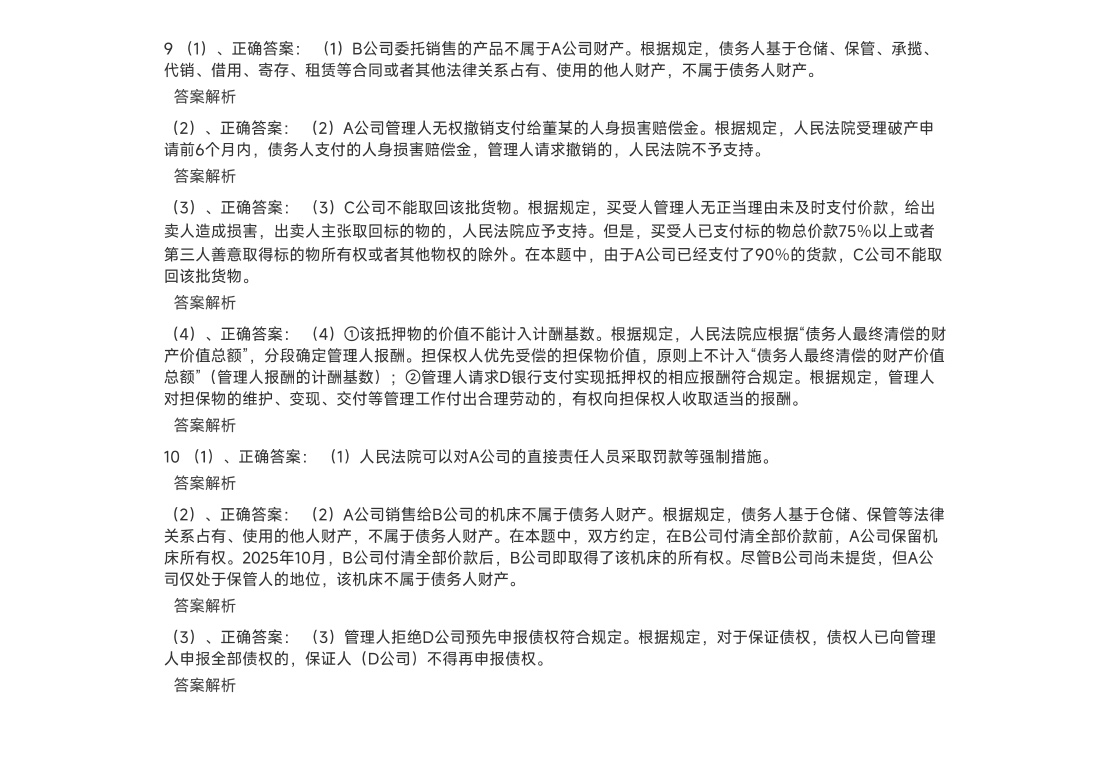 9 （1）、正确答案： （1）B公司委托销售的产品不属于A公司财产。根据规定，债务人基于仓储、保管、承揽、
代销、借用、寄存、租赁等合同或者其他法律关系占有、使用的他人财产，不属于债务人财产。
答案解析
（2）、正确答案： （2）A公司管理人无权撤销支付给董某的人身损害赔偿金。根据规定，人民法院受理破产申
请前6个月内，债务人支付的人身损害赔偿金，管理人请求撤销的，人民法院不予支持。
答案解析
（3）、正确答案： （3）C公司不能取回该批货物。根据规定，买受人管理人无正当理由未及时支付价款，给出
卖人造成损害，出卖人主张取回标的物的，人民法院应予支持。但是，买受人已支付标的物总价款75%以上或者
第三人善意取得标的物所有权或者其他物权的除外。在本题中，由于A公司已经支付了90%的货款，C公司不能取
回该批货物。
答案解析
（4）、正确答案： （4）①该抵押物的价值不能计入计酬基数。根据规定，人民法院应根据“债务人最终清偿的财
产价值总额”，分段确定管理人报酬。担保权人优先受偿的担保物价值，原则上不计入“债务人最终清偿的财产价值
总额”（管理人报酬的计酬基数）；②管理人请求D银行支付实现抵押权的相应报酬符合规定。根据规定，管理人
对担保物的维护、变现、交付等管理工作付出合理劳动的，有权向担保权人收取适当的报酬。
答案解析
10 （1）、正确答案： （1）人民法院可以对A公司的直接责任人员采取罚款等强制措施。
答案解析
（2）、正确答案： （2）A公司销售给B公司的机床不属于债务人财产。根据规定，债务人基于仓储、保管等法律
关系占有、使用的他人财产，不属于债务人财产。在本题中，双方约定，在B公司付清全部价款前，A公司保留机
床所有权。2025年10月，B公司付清全部价款后，B公司即取得了该机床的所有权。尽管B公司尚未提货，但A公
司仅处于保管人的地位，该机床不属于债务人财产。
答案解析
（3）、正确答案： （3）管理人拒绝D公司预先申报债权符合规定。根据规定，对于保证债权，债权人已向管理
人申报全部债权的，保证人（D公司）不得再申报债权。
答案解析